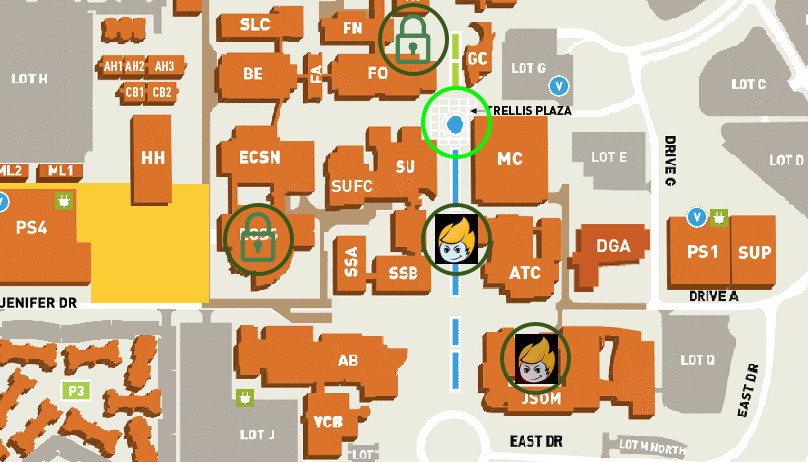 SLC
FN
GC
LOT H
AH1 AH2 AH3
CB1 CB2
BE
FA
FO
LOT G
V
LOT C
TRELLIS PLAZA
HH
ECSN
SU
MC
LOT E
DRIVE G
LOT D
ML2
ML1
SUFC
V
PS4
SSA
SSB
ATC
DGA
V
PS1
SUP
JENIFER DR
DRIVE A
AB
LOT Q
P3
JSOM
EAST DR
VCB
LOT J
EAST DR
LOT M NORTH
LOT